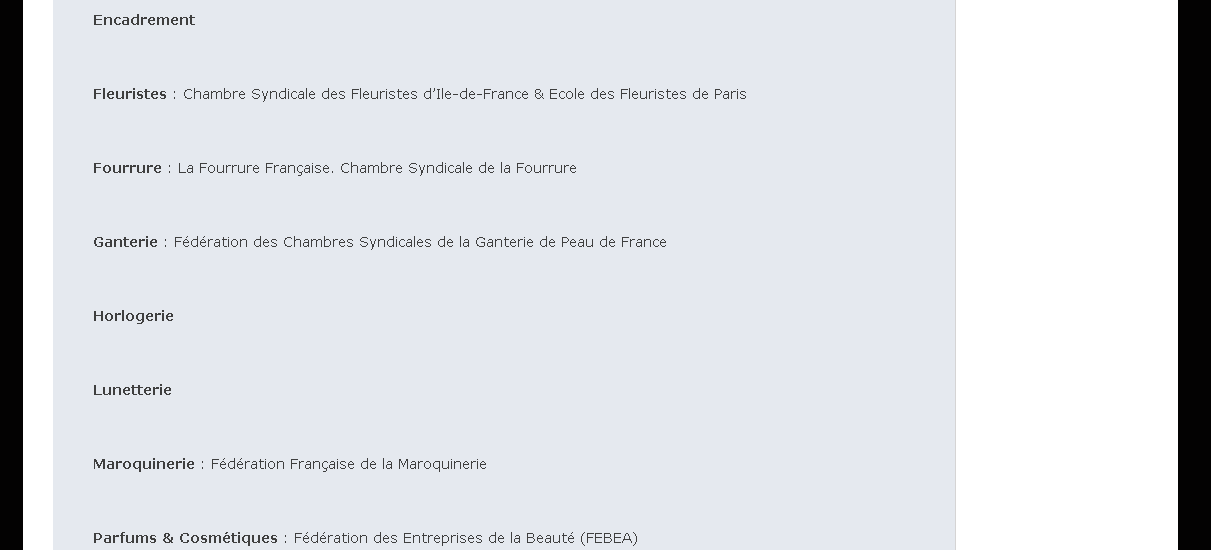 Encadrement
Fleuristes : Chambre Syndicale des Fleuristes d'Ile-de-France & Ecole des Fleuristes de Paris
Fourrure : La Fourrure Française. Chambre Syndicale de la Fourrure
Ganterie : Fédération des Chambres Syndicales de la Ganterie de Peau de France
Horlogerie
Lunetterie
Maroquinerie : Fédération Française de la Maroquinerie
Parfums & Cosmétiques : Fédération des Entreprises de la Beauté (FEBEA)